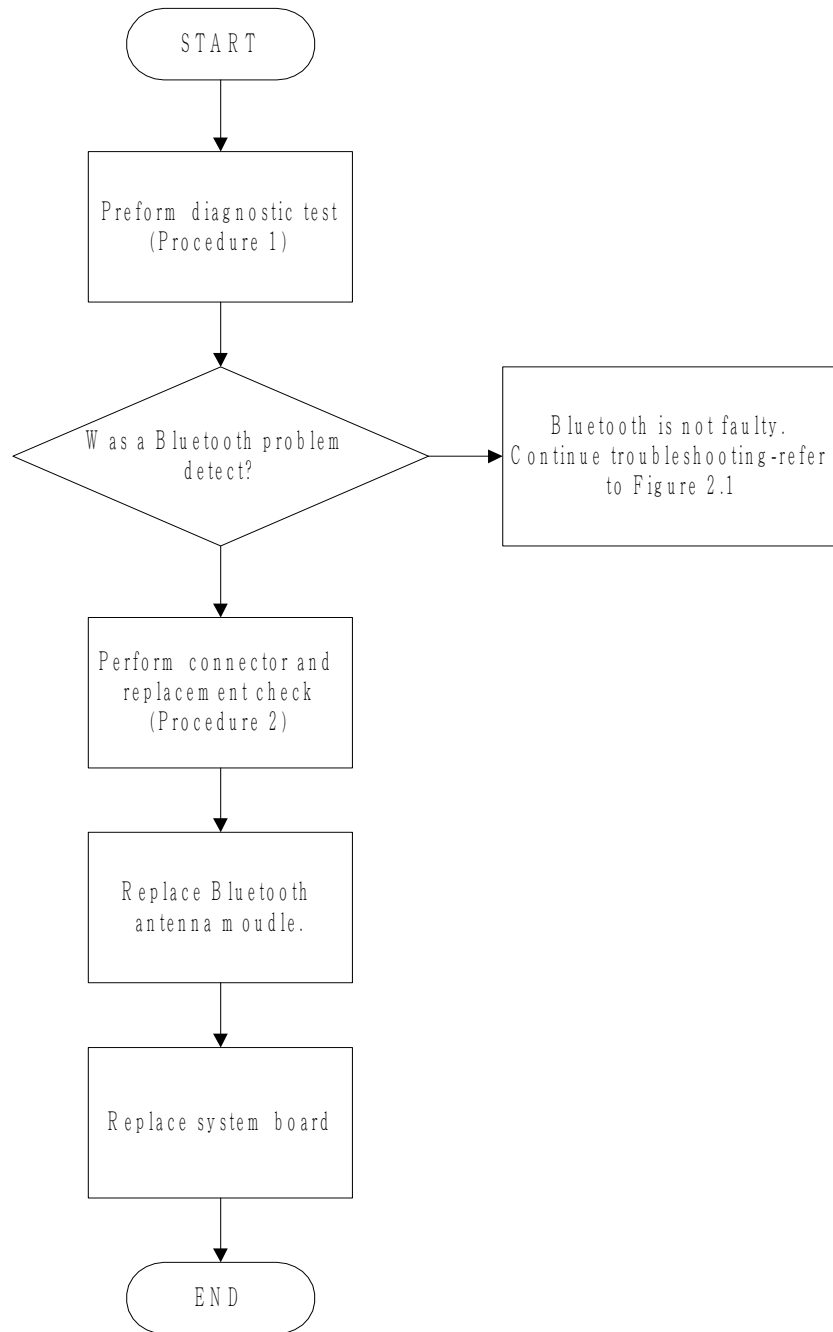 START
Preform diagnostic test
(Procedure 1)
Was a Bluetooth problem
detect?
Bluetooth is not faulty.
Continue troubleshooting-refer
to Figure 2.1
Perform connector and
replacement check
(Procedure 2)
Replace Bluetooth
antenna moudle.
Replace system board
END